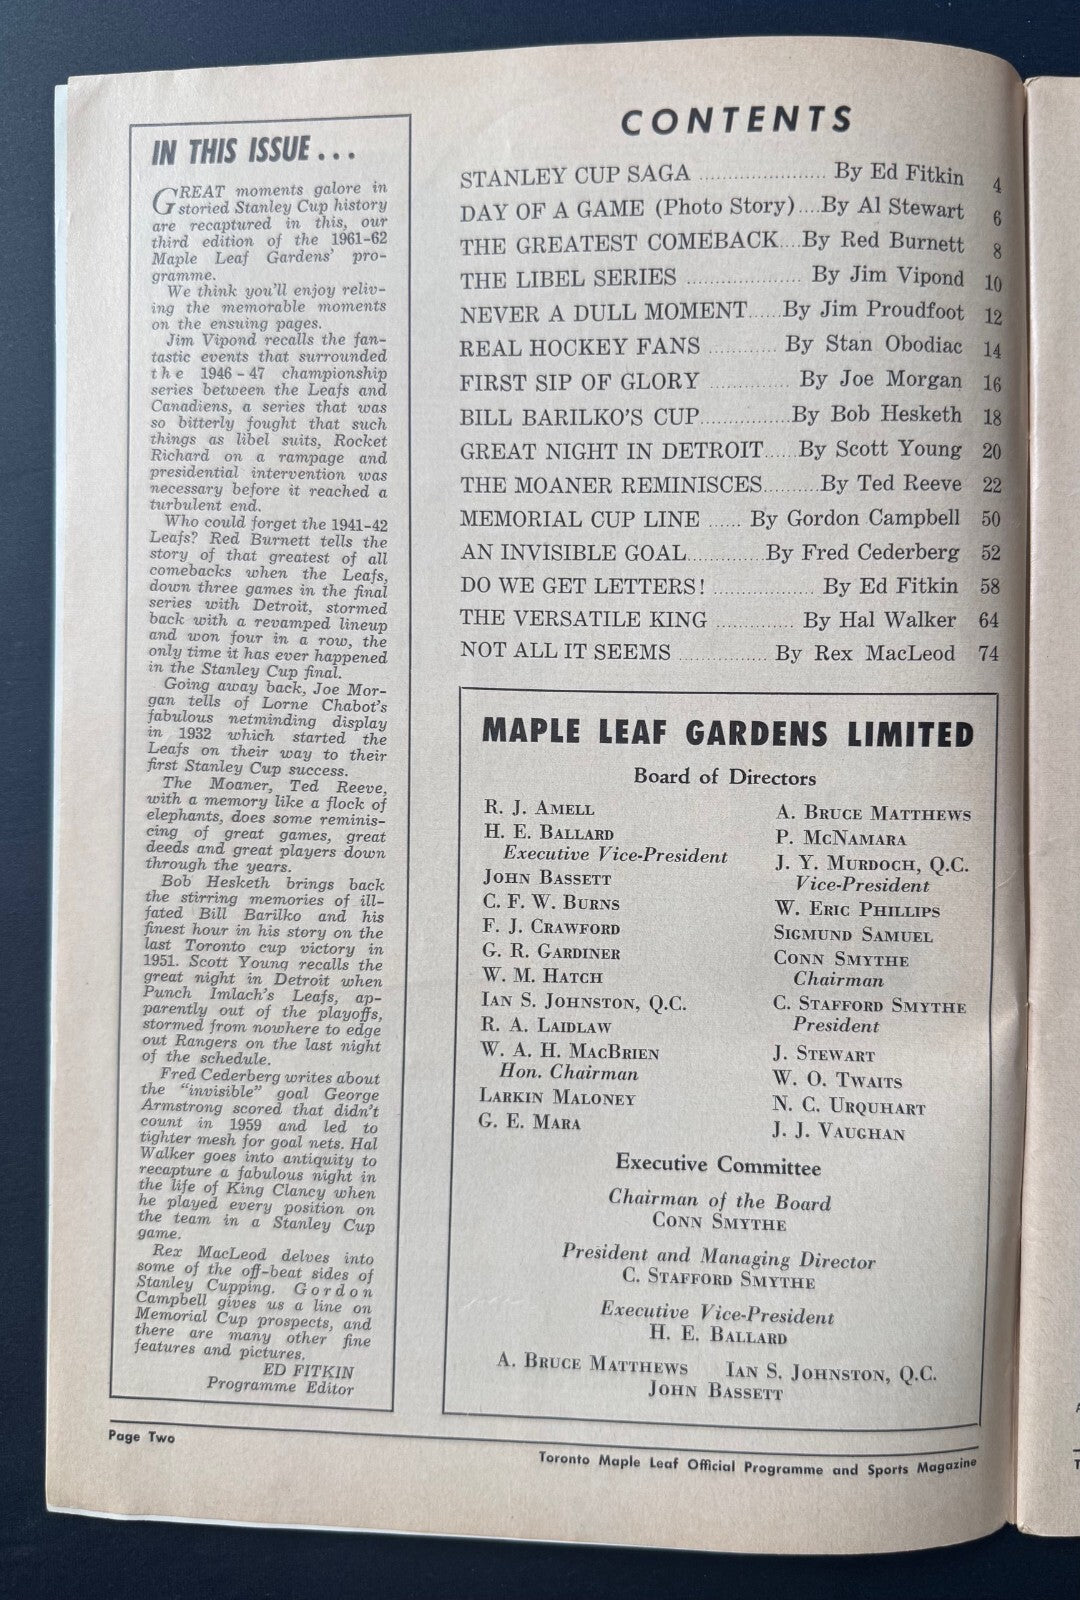 IN THIS ISSUE...
GREAT moments galore in
storied Stanley Cup history
are recaptured in this, our
third edition of the 1961-62
Maple Leaf Gardens' pro-
gramme.
We think you'll enjoy reliv-
ing the memorable moments
on the ensuing pages.
Jim Vipond recalls the fan-
tastic events that surrounded
the 1946-47 championship
series between the Leafs and
Canadiens, a series that was
so bitterly fought that such
things as libel suits, Rocket
Richard on a rampage and
presidential intervention was
necessary before it reached a
turbulent end.
Who could forget the 1941-42
Leafs? Red Burnett tells the
story of that greatest of all
comebacks when the Leafs,
down three games in the final
series with Detroit, stormed
back with a revamped lineup
and won four in a row, the
only time it has ever happened
in the Stanley Cup final.
Going away back, Joe Mor-
gan tells of Lorne Chabot's
fabulous netminding display
in 1932 which started the
Leafs on their way to their
first Stanley Cup success.
The Moaner, Ted Reeve,
with a memory like a flock of
elephants, does some reminis-
cing of great games, great
deeds and great players down
through the years.
Bob Hesketh brings back
the stirring memories of ill-
fated Bill Barilko and his
finest hour in his story on the
last Toronto cup victory in
1951. Scott Young recalls the
great night in Detroit when
Punch Imlach's Leafs, ap-
parently out of the playoffs,
stormed from nowhere to edge
out Rangers on the last night
of the schedule.
Fred Cederberg writes about
the "invisible" goal George
Armstrong scored that didn't
count in 1959 and led to
tighter mesh for goal nets. Hal
Walker goes into antiquity to
recapture a fabulous night in
the life of King Clancy when
he played every position on
the team in a Stanley Cup
game.
Rex MacLeod delves into
some of the off-beat sides of
Stanley Cupping. Gordon
Campbell gives us a line on
Memorial Cup prospects, and
there are many other fine
features and pictures.
ED FITKIN
Programme Editor
CONTENTS
STANLEY CUP SAGA ...................... By Ed Fitkin 4
DAY OF A GAME (Photo Story)....By Al Stewart 6
THE GREATEST COMEBACK....By Red Burnett 8
THE LIBEL SERIES .................... By Jim Vipond 10
NEVER A DULL MOMENT......By Jim Proudfoot 12
REAL HOCKEY FANS ............ By Stan Obodiac 14
FIRST SIP OF GLORY .............. By Joe Morgan 16
BILL BARILKO'S CUP................By Bob Hesketh 18
GREAT NIGHT IN DETROIT......By Scott Young 20
THE MOANER REMINISCES..........By Ted Reeve 22
MEMORIAL CUP LINE ...... By Gordon Campbell 50
AN INVISIBLE GOAL.............By Fred Cederberg 52
DO WE GET LETTERS! .................. By Ed Fitkin 58
THE VERSATILE KING .............. By Hal Walker 64
NOT ALL IT SEEMS ................ By Rex MacLeod 74
MAPLE LEAF GARDENS LIMITED
Board of Directors
R. J. AMELL
H. E. BALLARD
Executive Vice-President
JOHN BASSETT
C. F. W. BURNS
F. J. CRAWFORD
G. R. GARDINER
W. M. HATCH
IAN S. JOHNSTON, Q.C.
R. A. LAIDLAW
W. A. H. MACBRIEN
Hon. Chairman
LARKIN MALONEY
G. E. MARA
A. BRUCE MATTHEWS
P. MCNAMARA
J. Y. MURDOCH, Q.C.
Vice-President
W. ERIC PHILLIPS
SIGMUND SAMUEL
CONN SMYTHE
Chairman
C. STAFFORD SMYTHE
President
J. STEWART
W. O. TWAITS
N. C. URQUHART
J. J. VAUGHAN
Executive Committee
Chairman of the Board
CONN SMYTHE
President and Managing Director
C. STAFFORD SMYTHE
Executive Vice-President
H. E. BALLARD
A. BRUCE MATTHEWS IAN S. JOHNSTON, Q.C.
JOHN BASSETT
Page Two
Toronto Maple Leaf Official Programme and Sports Magazine